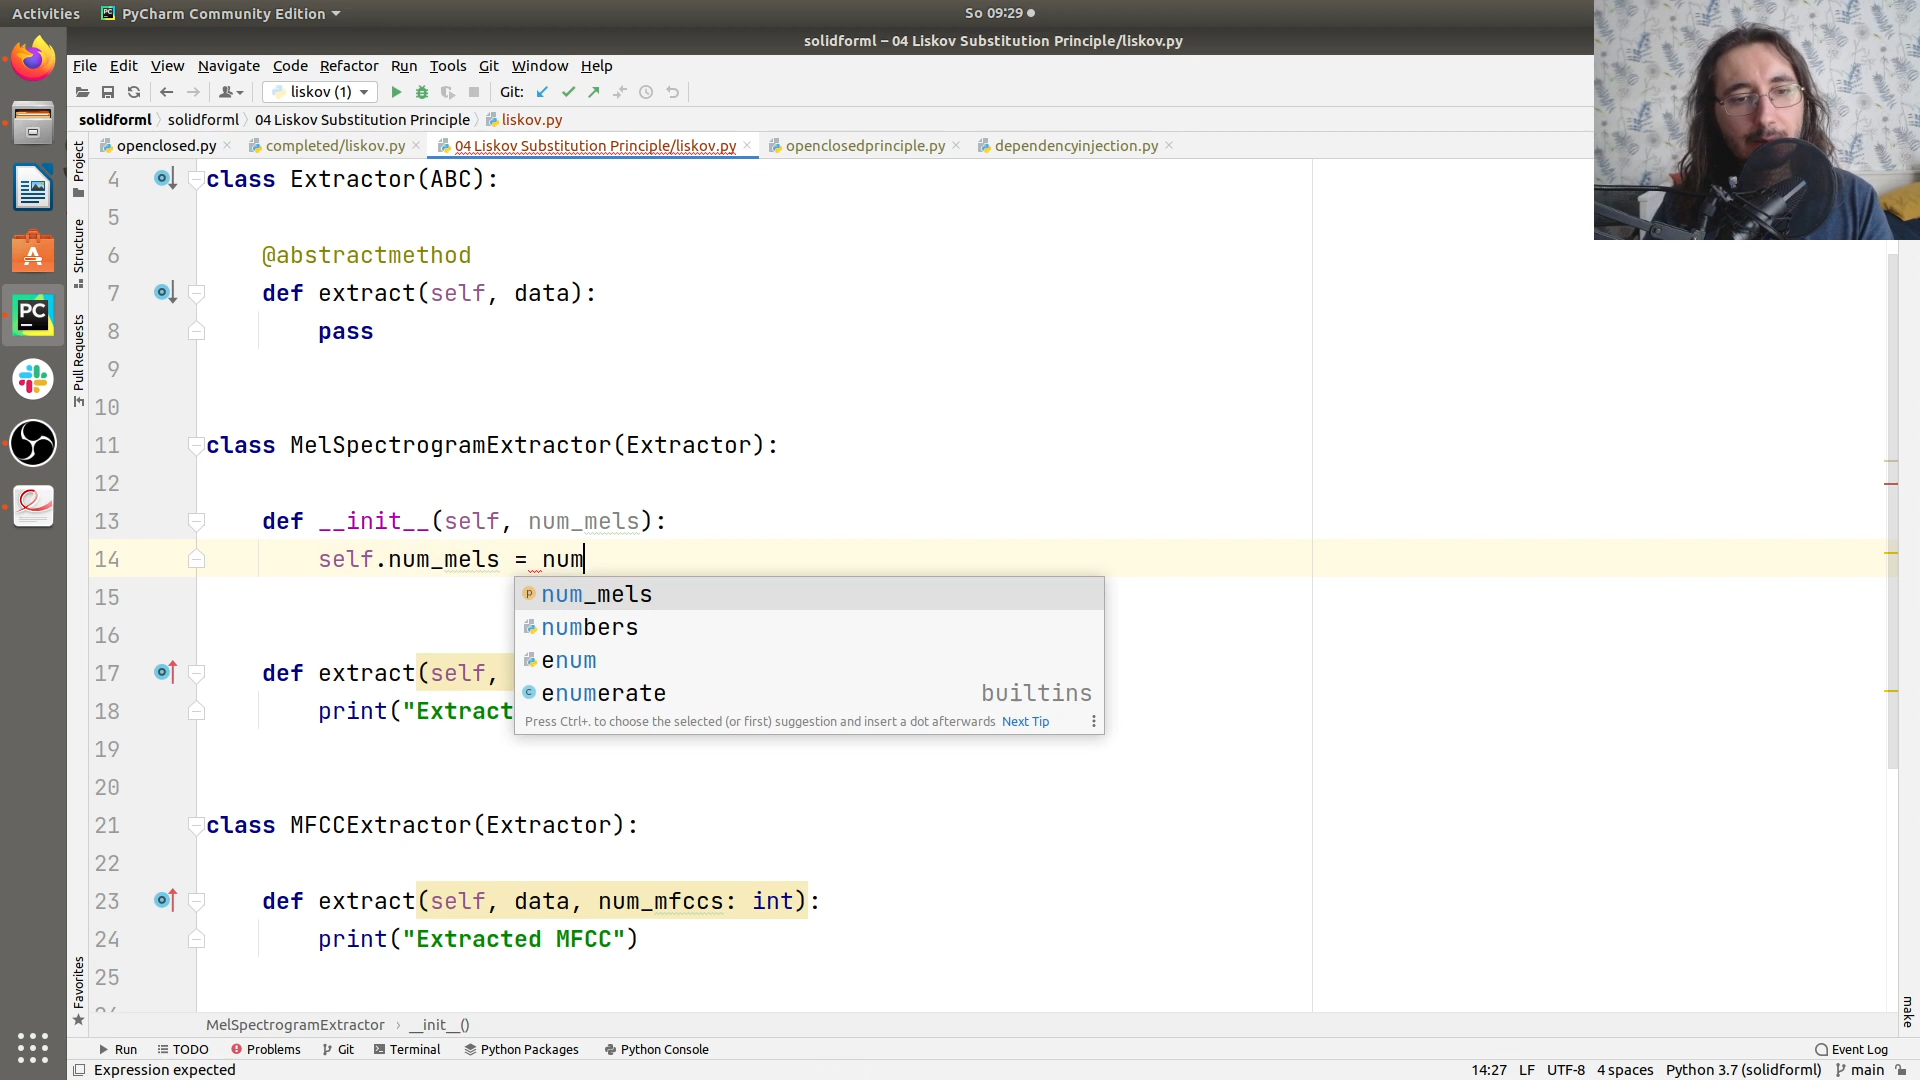 Activities
PyCharm Community Edition
So 09:29
solidforml – 04 Liskov Substitution Principle/liskov.py
File Edit View Navigate Code Refactor Run Tools Git Window Help
liskov (1)
Git:
solidforml
solidforml
04 Liskov Substitution Principle
liskov.py
openclosed.py
completed/liskov.py
04 Liskov Substitution Principle/liskov.py
openclosedprinciple.py
dependencyinjection.py
Project
Structure
Pull Requests
Favorites
4 class Extractor(ABC):
5
6 @abstractmethod
7 def extract(self, data):
8 pass
9
10
11 class MelSpectrogramExtractor(Extractor):
12
13 def __init__(self, num_mels):
14 self.num_mels = num
15
num_mels
numbers
enum
enumerate builtins
Press Ctrl+. to choose the selected (or first) suggestion and insert a dot afterwards Next Tip
16
17 def extract(self,
18 print("Extract
19
20
21 class MFCCExtractor(Extractor):
22
23 def extract(self, data, num_mfccs: int):
24 print("Extracted MFCC")
25
make
MelSpectrogramExtractor › __init__()
Run TODO Problems Git Terminal Python Packages Python Console
Event Log
Expression expected
14:27 LF UTF-8 4 spaces Python 3.7 (solidforml) main